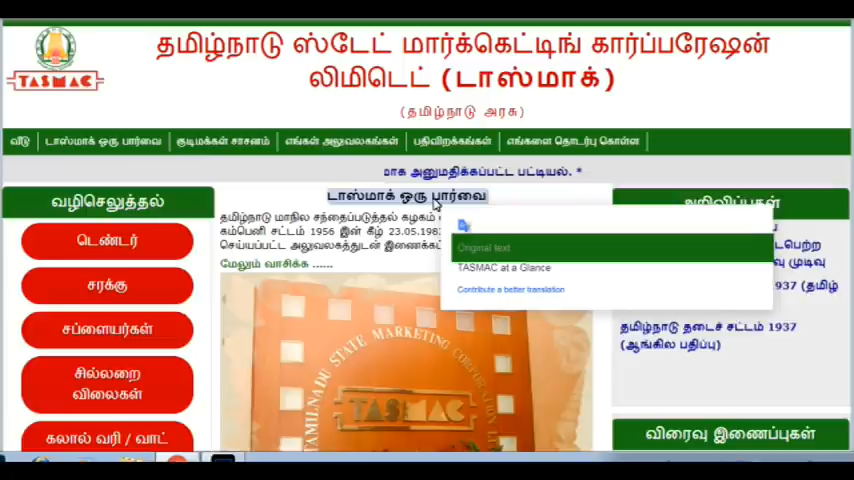 தமிழ்நாடு ஸ்டேட் மார்க்கெட்டிங் கார்ப்பரேஷன்
லிமிடெட் (டாஸ்மாக்)
(தமிழ்நாடு அரசு)
TASMAC
வீடு
டாஸ்மாக் ஒரு பார்வை
குடிமக்கள் சாசனம்
எங்கள் அலுவலகங்கள்
பதிவிறக்கங்கள்
எங்களை தொடர்பு கொள்ள
மாக அனுமதிக்கப்பட்ட பட்டியல். *
வழிசெலுத்தல்
டெண்டர்
சரக்கு
சப்ளையர்கள்
சில்லறை
விலைகள்
கலால் வரி / வாட்
டாஸ்மாக் ஒரு பார்வை
தமிழ்நாடு மாநில சந்தைப்படுத்தல் கழகம்
கம்பெனி சட்டம் 1956 இன் கீழ் 23.05.198
செய்யப்பட்ட அலுவலகத்துடன் இணைக்கப்
மேலும் வாசிக்க ......
Original text
TASMAC at a Glance
Contribute a better translation
TAMILNADU STATE MARKETING CORPORATION
TASMAC
அறிவிப்புகள்
டபெற்ற
வு முடிவு
937 (தமிழ்
தமிழ்நாடு தடைச் சட்டம் 1937
(ஆங்கில பதிப்பு)
விரைவு இணைப்புகள்